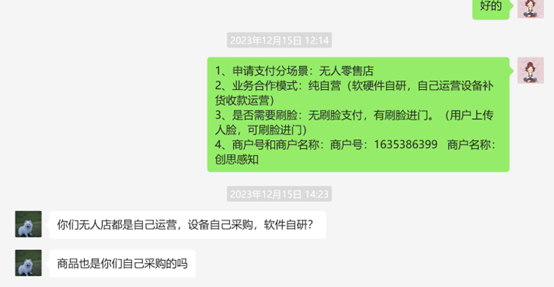 好的
2023年12月15日 12:14
1、申请支付分场景：无人零售店
2、业务合作模式：纯自营（软硬件自研，自己运营设备补
货收款运营）
3、是否需要刷脸：无刷脸支付，有刷脸进门。（用户上传
人脸，可刷脸进门）
4、商户号和商户名称：商户号：1635386399 商户名称：
创思感知
2023年12月15日 14:23
你们无人店都是自己运营，设备自己采购，软件自研？
商品也是你们自己采购的吗